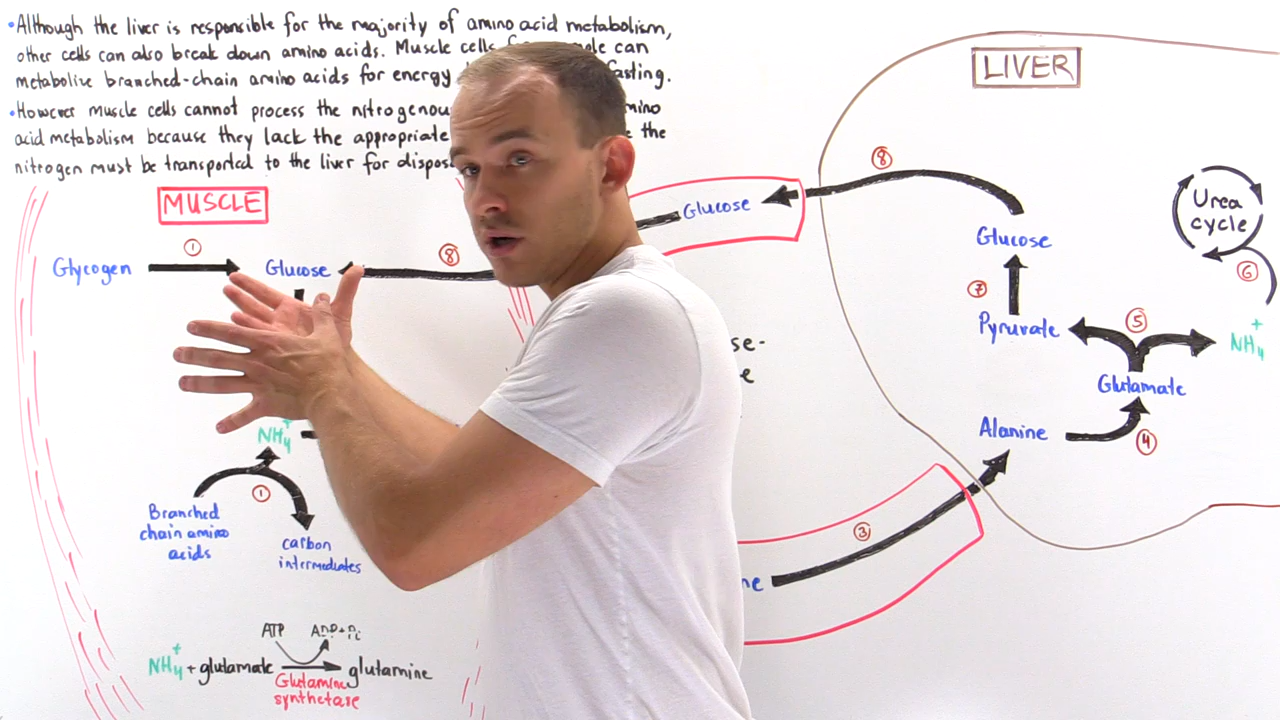 •Although the liver is responsible for the majority of amino acid metabolism,
other cells can also break down amino acids. Muscle cells can
metabolize branched-chain amino acids for energy fasting.
•However muscle cells cannot process the
acid metabolism because they lack the appropriate the
nitrogen must be transported to the liver for
MUSCLE
LIVER
① ⑧ ⑧
Glycogen Glucose Glucose
Glucose
Urea
cycle
⑥
⑦ ⑤
Pyruvate NH4+
Glutamate
Alanine ④
NH4+
①
Branched
chain amino
acids
carbon
intermediates
③
ATP ADP+Pi
NH4+ + glutamate glutamine
Glutamine
synthetase